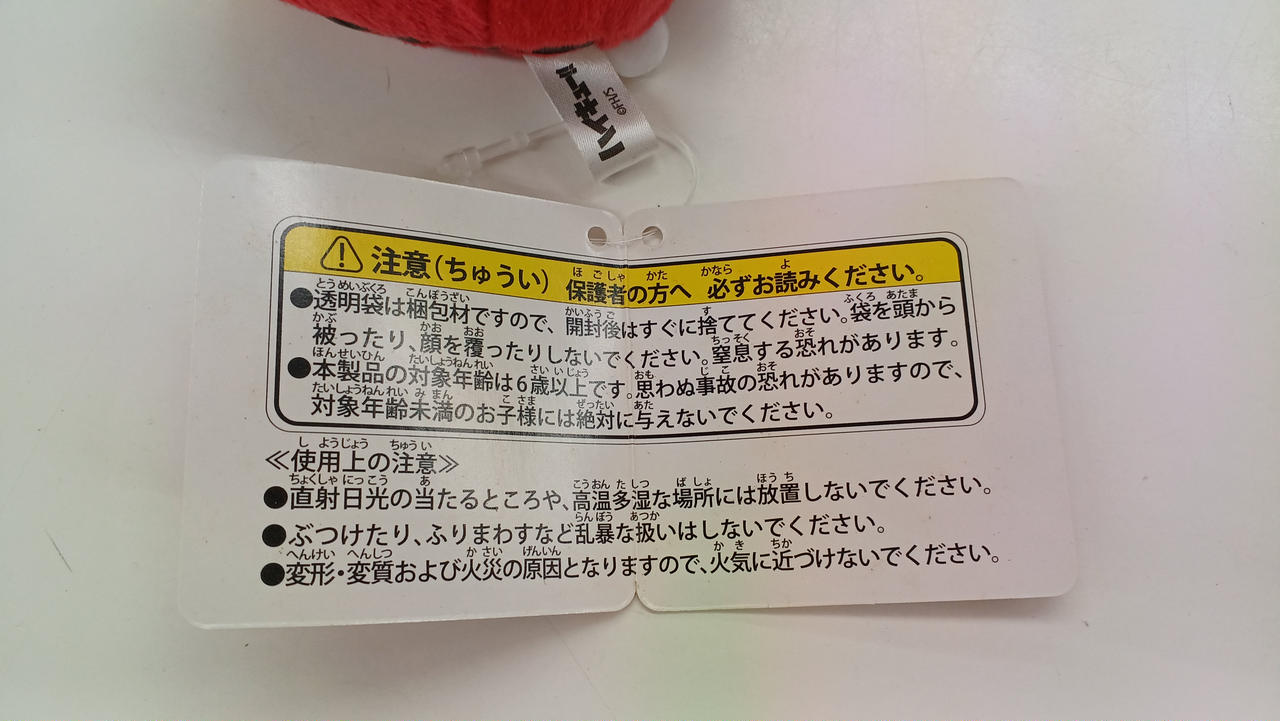 ハイキュー!!
©FH/S
注意(ちゅうい) 保護者の方へ 必ずお読みください。
●透明袋は梱包材ですので、開封後はすぐに捨ててください。袋を頭から
被ったり、顔を覆ったりしないでください。窒息する恐れがあります。
●本製品の対象年齢は6歳以上です。思わぬ事故の恐れがありますので、
対象年齢未満のお子様には絶対に与えないでください。
≪使用上の注意≫
●直射日光の当たるところや、高温多湿な場所には放置しないでください。
●ぶつけたり、ふりまわすなど乱暴な扱いはしないでください。
●変形・変質および火災の原因となりますので、火気に近づけないでください。